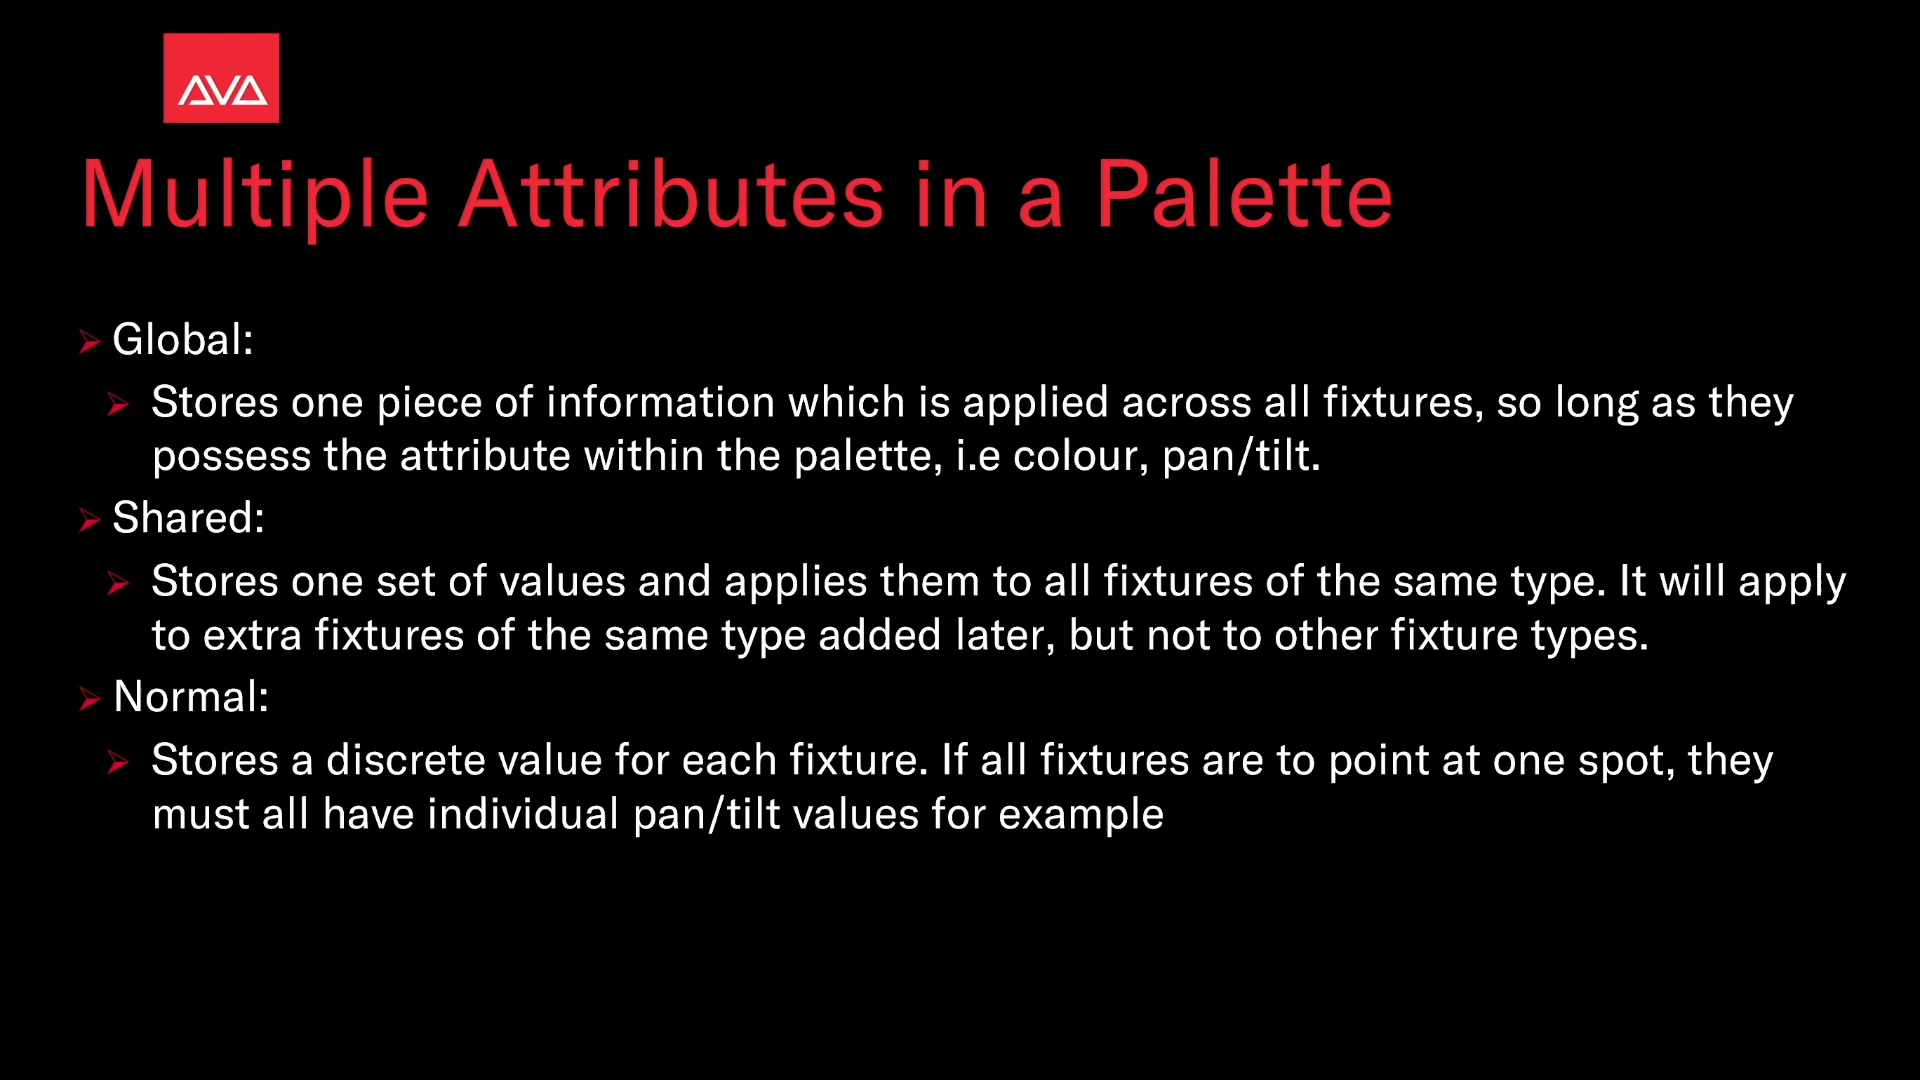 AVA
Multiple Attributes in a Palette
Global:
Stores one piece of information which is applied across all fixtures, so long as they
possess the attribute within the palette, i.e colour, pan/tilt.
Shared:
Stores one set of values and applies them to all fixtures of the same type. It will apply
to extra fixtures of the same type added later, but not to other fixture types.
Normal:
Stores a discrete value for each fixture. If all fixtures are to point at one spot, they
must all have individual pan/tilt values for example